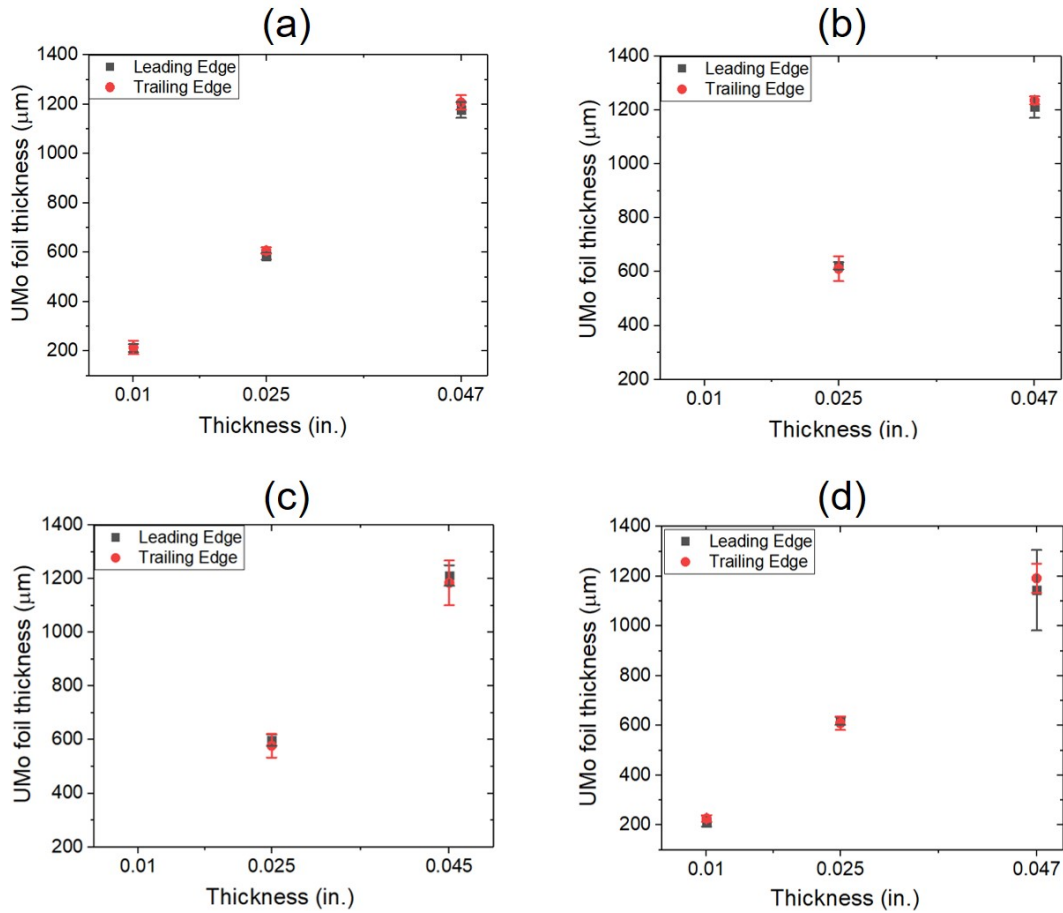 (a)
1400
1200
1000
800
600
400
200
UMo foil thickness (μm)
Leading Edge
Trailing Edge
0.01 0.025 0.047
Thickness (in.)
(b)
1400
1200
1000
800
600
400
200
UMo foil thickness (μm)
Leading Edge
Trailing Edge
0.01 0.025 0.047
Thickness (in.)
(c)
1400
1200
1000
800
600
400
200
UMo foil thickness (μm)
Leading Edge
Trailing Edge
0.01 0.025 0.045
Thickness (in.)
(d)
1400
1200
1000
800
600
400
200
UMo foil thickness (μm)
Leading Edge
Trailing Edge
0.01 0.025 0.047
Thickness (in.)